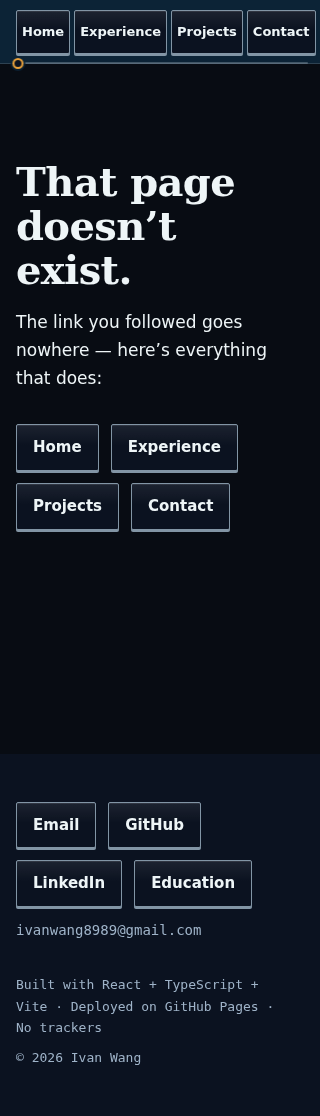 Home Experience Projects Contact
That page
doesn’t
exist.
The link you followed goes
nowhere — here’s everything
that does:
Home Experience
Projects Contact
Email GitHub
LinkedIn Education
ivanwang8989@gmail.com
Built with React + TypeScript +
Vite · Deployed on GitHub Pages ·
No trackers
© 2026 Ivan Wang